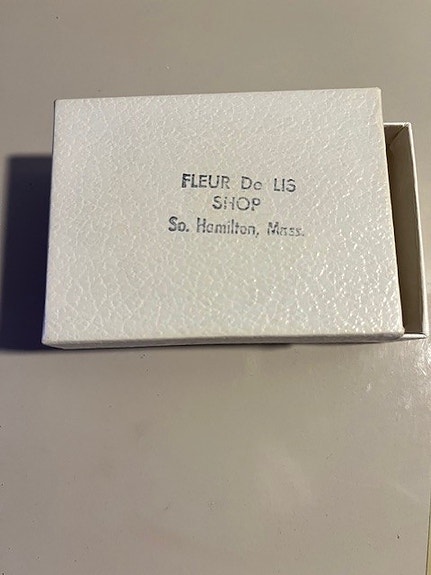 FLEUR De LIS
SHOP
So. Hamilton, Mass.